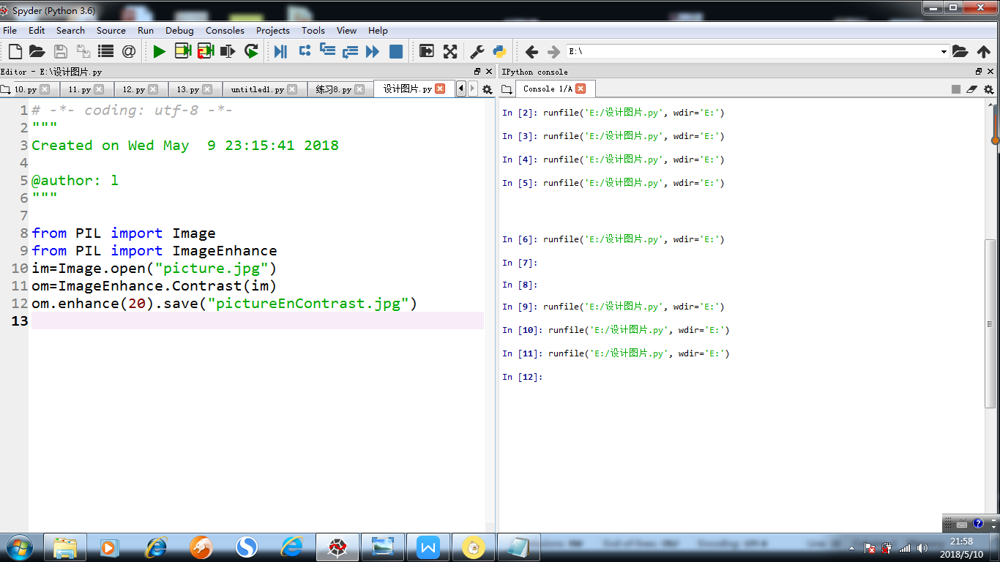 Spyder (Python 3.6)
File Edit Search Source Run Debug Consoles Projects Tools View Help
E:\
Editor - E:\设计图片.py
IPython console
10.py 11.py 12.py 13.py untitled1.py 练习8.py 设计图片.py
Console 1/A
1 # -*- coding: utf-8 -*-
2 """
3 Created on Wed May  9 23:15:41 2018
4
5 @author: l
6 """
7
8 from PIL import Image
9 from PIL import ImageEnhance
10 im=Image.open("picture.jpg")
11 om=ImageEnhance.Contrast(im)
12 om.enhance(20).save("pictureEnContrast.jpg")
13
In [2]: runfile('E:/设计图片.py', wdir='E:')
In [3]: runfile('E:/设计图片.py', wdir='E:')
In [4]: runfile('E:/设计图片.py', wdir='E:')
In [5]: runfile('E:/设计图片.py', wdir='E:')
In [6]: runfile('E:/设计图片.py', wdir='E:')
In [7]:
In [8]:
In [9]: runfile('E:/设计图片.py', wdir='E:')
In [10]: runfile('E:/设计图片.py', wdir='E:')
In [11]: runfile('E:/设计图片.py', wdir='E:')
In [12]:
21:58
2018/5/10